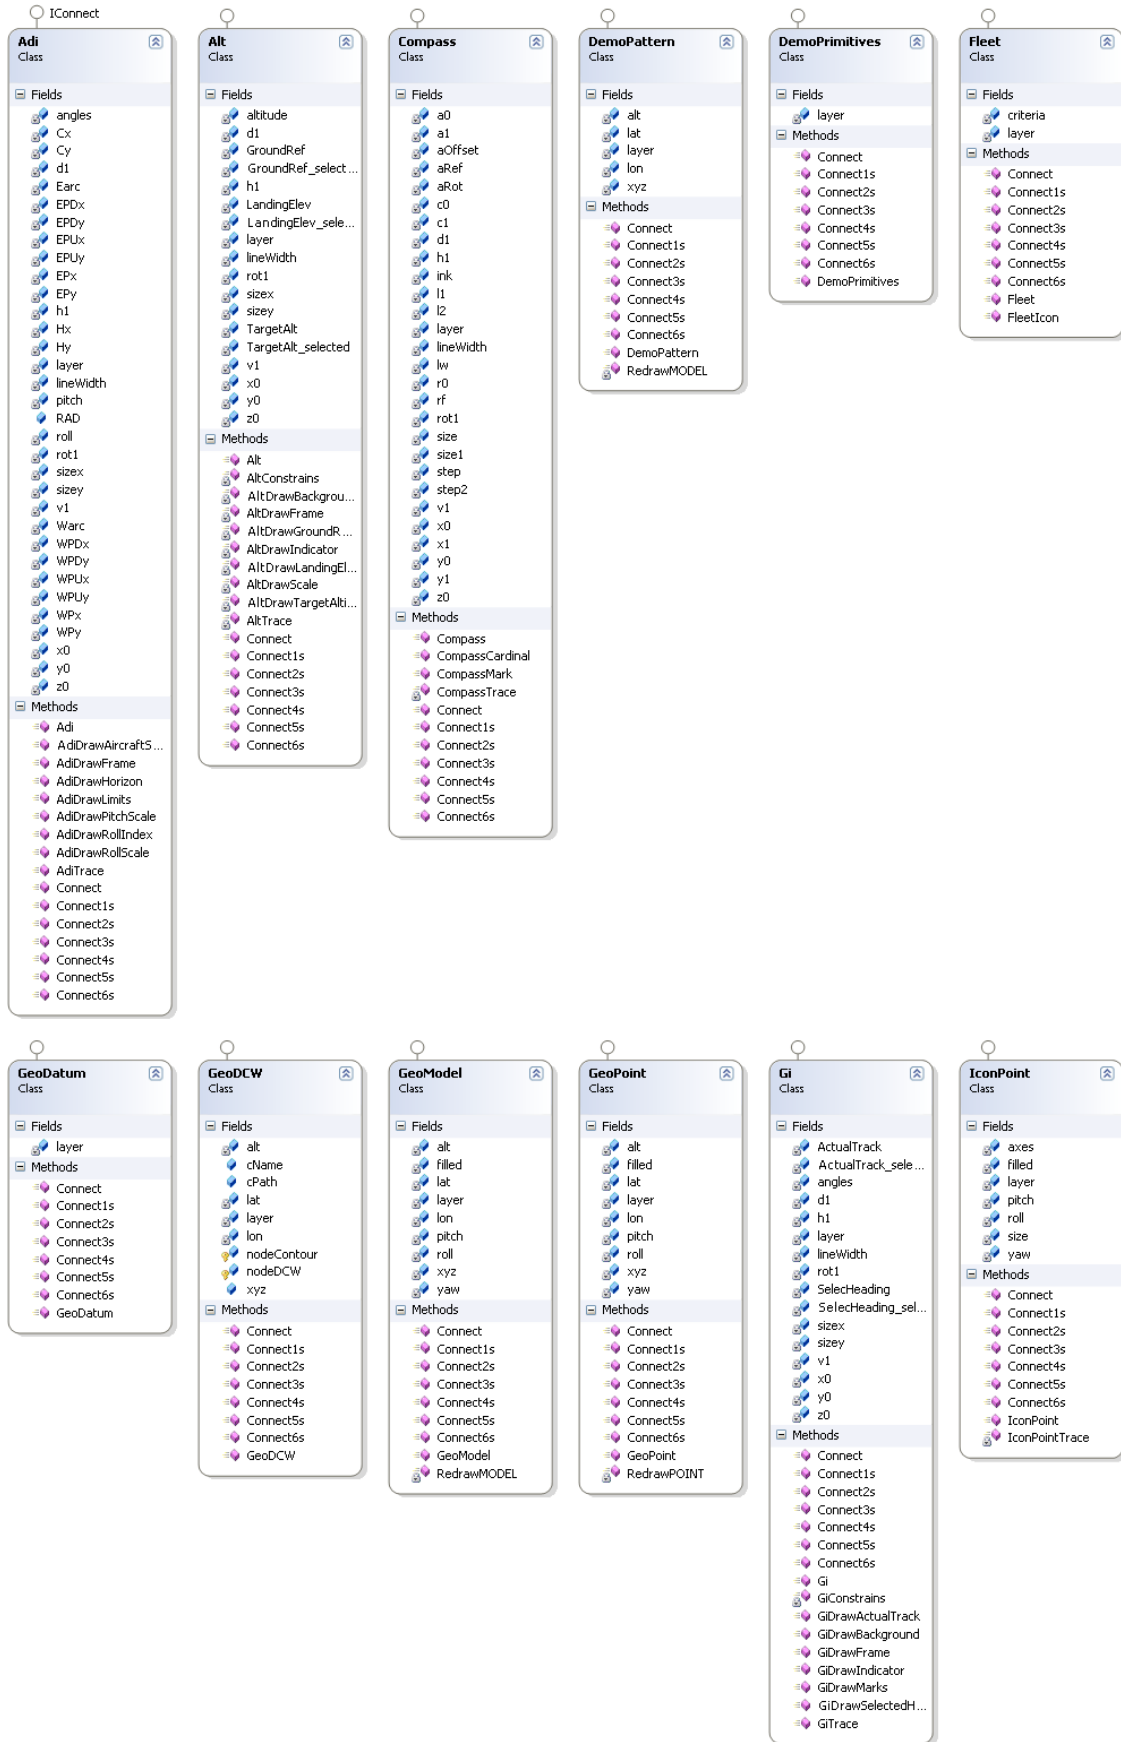 IConnect
Adi
Class
Fields
angles
Cx
Cy
d1
Earc
EPDx
EPDy
EPUx
EPUy
EPx
EPy
h1
Hx
Hy
layer
lineWidth
pitch
RAD
roll
rot1
sizex
sizey
v1
Warc
WPDx
WPDy
WPUx
WPUy
WPx
WPy
x0
y0
z0
Methods
Adi
AdiDrawAircraftS...
AdiDrawFrame
AdiDrawHorizon
AdiDrawLimits
AdiDrawPitchScale
AdiDrawRollIndex
AdiDrawRollScale
AdiTrace
Connect
Connect1s
Connect2s
Connect3s
Connect4s
Connect5s
Connect6s
Alt
Class
Fields
altitude
d1
GroundRef
GroundRef_select...
h1
LandingElev
LandingElev_sele...
layer
lineWidth
rot1
sizex
sizey
TargetAlt
TargetAlt_selected
v1
x0
y0
z0
Methods
Alt
AltConstrains
AltDrawBackgrou...
AltDrawFrame
AltDrawGroundR...
AltDrawIndicator
AltDrawLandingEl...
AltDrawScale
AltDrawTargetAlti...
AltTrace
Connect
Connect1s
Connect2s
Connect3s
Connect4s
Connect5s
Connect6s
Compass
Class
Fields
a0
a1
aOffset
aRef
aRot
c0
c1
d1
h1
ink
l1
l2
layer
lineWidth
lw
r0
rf
rot1
size
size1
step
step2
v1
x0
x1
y0
y1
z0
Methods
Compass
CompassCardinal
CompassMark
CompassTrace
Connect
Connect1s
Connect2s
Connect3s
Connect4s
Connect5s
Connect6s
DemoPattern
Class
Fields
alt
lat
layer
lon
xyz
Methods
Connect
Connect1s
Connect2s
Connect3s
Connect4s
Connect5s
Connect6s
DemoPattern
RedrawMODEL
DemoPrimitives
Class
Fields
layer
Methods
Connect
Connect1s
Connect2s
Connect3s
Connect4s
Connect5s
Connect6s
DemoPrimitives
Fleet
Class
Fields
criteria
layer
Methods
Connect
Connect1s
Connect2s
Connect3s
Connect4s
Connect5s
Connect6s
Fleet
FleetIcon
GeoDatum
Class
Fields
layer
Methods
Connect
Connect1s
Connect2s
Connect3s
Connect4s
Connect5s
Connect6s
GeoDatum
GeoDCW
Class
Fields
alt
cName
cPath
lat
layer
lon
nodeContour
nodeDCW
xyz
Methods
Connect
Connect1s
Connect2s
Connect3s
Connect4s
Connect5s
Connect6s
GeoDCW
GeoModel
Class
Fields
alt
filled
lat
layer
lon
pitch
roll
xyz
yaw
Methods
Connect
Connect1s
Connect2s
Connect3s
Connect4s
Connect5s
Connect6s
GeoModel
RedrawMODEL
GeoPoint
Class
Fields
alt
filled
lat
layer
lon
pitch
roll
xyz
yaw
Methods
Connect
Connect1s
Connect2s
Connect3s
Connect4s
Connect5s
Connect6s
GeoPoint
RedrawPOINT
Gi
Class
Fields
ActualTrack
ActualTrack_sele...
angles
d1
h1
layer
lineWidth
rot1
SelecHeading
SelecHeading_sel...
sizex
sizey
v1
x0
y0
z0
Methods
Connect
Connect1s
Connect2s
Connect3s
Connect4s
Connect5s
Connect6s
Gi
GiConstrains
GiDrawActualTrack
GiDrawBackground
GiDrawFrame
GiDrawIndicator
GiDrawMarks
GiDrawSelectedH...
GiTrace
IconPoint
Class
Fields
axes
filled
layer
pitch
roll
size
yaw
Methods
Connect
Connect1s
Connect2s
Connect3s
Connect4s
Connect5s
Connect6s
IconPoint
IconPointTrace